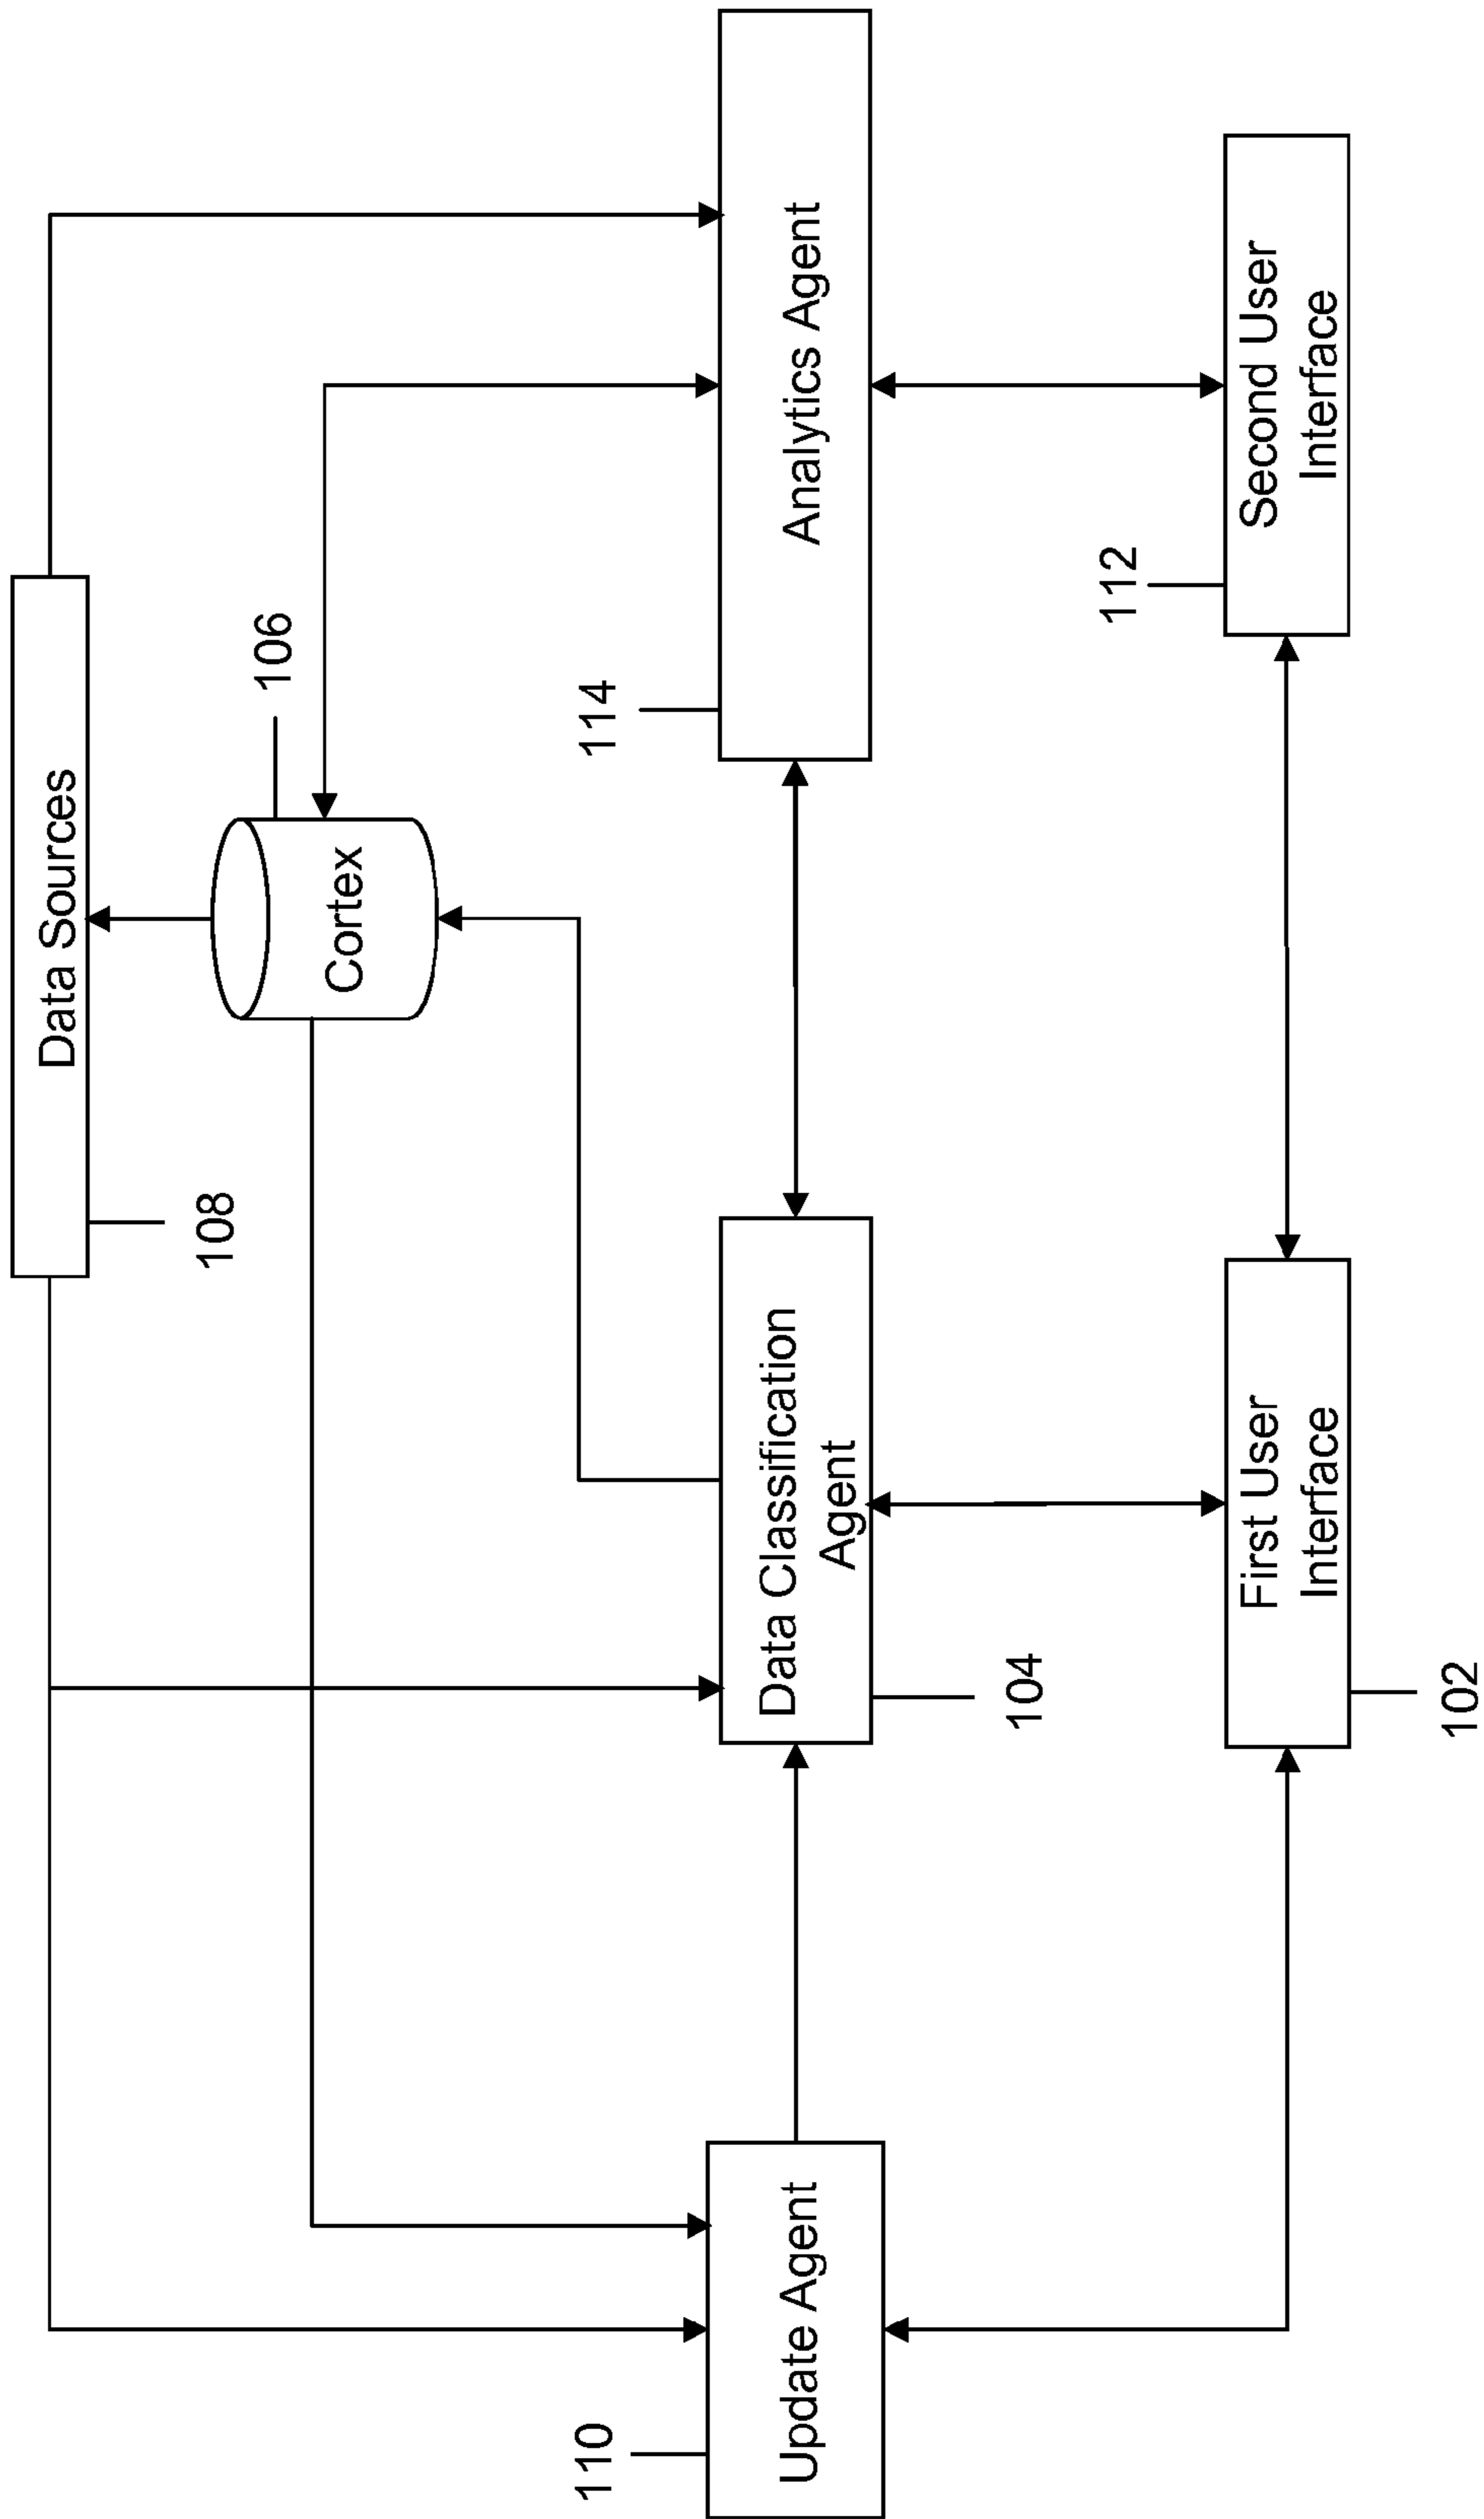 Data Sources
108
106
Cortex
110
114
Update Agent
Data Classification
Agent
Analytics Agent
104
112
First User
Interface
Second User
Interface
102